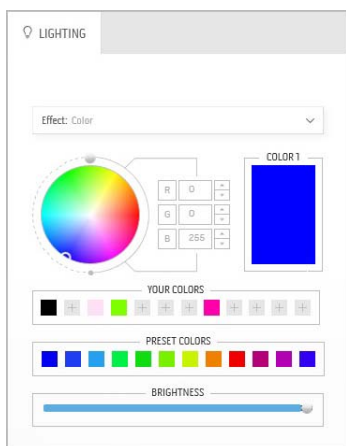 LIGHTING
Effect: Color
COLOR 1
R 0
G 0
B 255
YOUR COLORS
PRESET COLORS
BRIGHTNESS